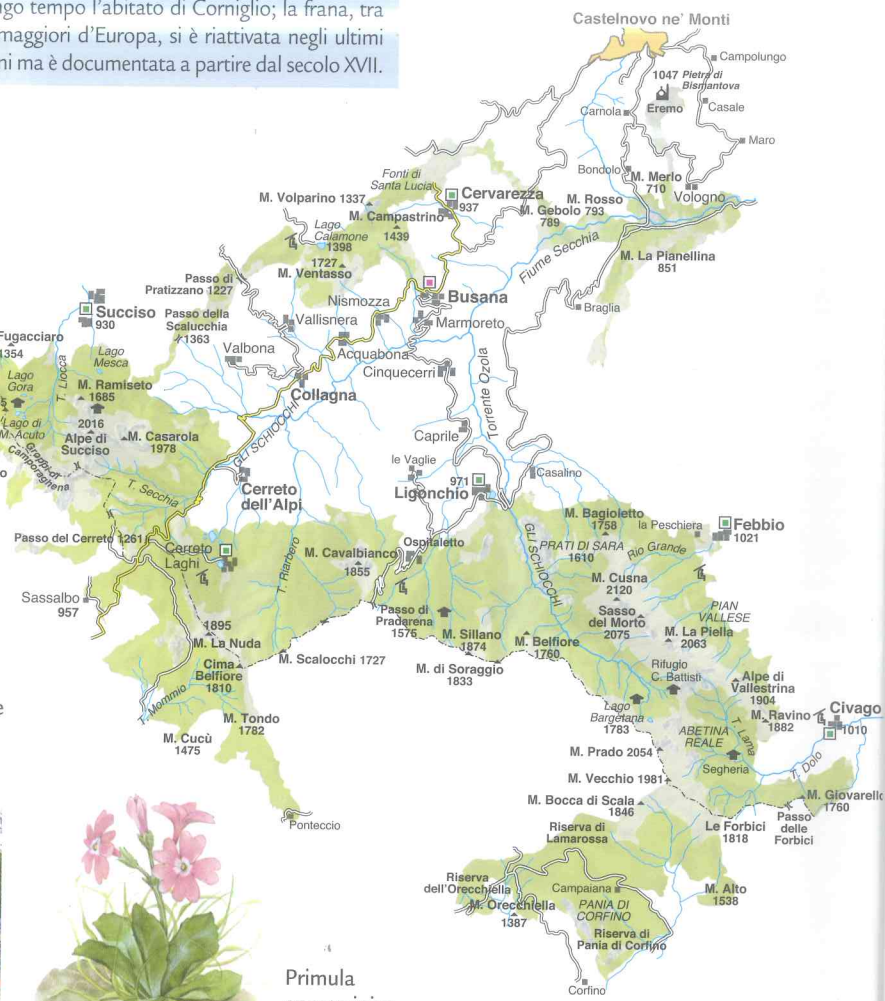 tempo l'abitato di Corniglio; la frana, tra
maggiori d'Europa, si è riattivata negli ultimi
ma è documentata a partire dal secolo XVII.
Castelnovo ne' Monti
Campolungo
1047 Pietra di
Bismantova
Eremo
Casale
Carnola
Maro
Bondolo
M. Merlo
710
Vologno
Fonti di
Santa Lucia
Cervarezza
937
M. Volparino 1337
M. Campastrino
1439
M. Rosso
793
M. Gebolo
789
Lago
Calamone
1398
1727
M. Ventasso
Fiume Secchia
M. La Pianellina
851
Passo di
Pratizzano 1227
Busana
Nismozza
Braglia
Succiso
930
Passo della
Scalucchia
1363
Vallisnera
Marmoreto
Fugacciaro
1354
Valbona
Acquabona
Cinquecerri
Lago
Mesca
T. Liocca
Lago
Gora
M. Ramiseto
1685
Collagna
Torrente Ozola
2016
Alpe di
Succiso
Lago di
M. Acuto
M. Casarola
1978
GLI SCHIOCCHI
Caprile
Groppi di
Camporaghena
le Vaglie
Casalino
971
Ligonchio
Cerreto
dell'Alpi
T. Secchia
M. Bagioletto
1758
la Peschiera
Febbio
1021
Passo del Cerreto 1261
Cerreto
Laghi
M. Cavalbianco
1855
Ospitaletto
GLI SCHIOCCHI
PRATI DI SARA
1610
Rio Grande
T. Riarbero
M. Cusna
2120
Sassalbo
957
Passo di
Pradarena
1576
Sasso
del Morto
2075
PIAN
VALLESE
1895
M. La Nuda
M. Sillano
1874
M. Belfiore
1760
M. La Piella
2063
M. Scalocchi 1727
Cima
Belfiore
1810
M. di Soraggio
1833
Rifugio
C. Battisti
Alpe di
Vallestrina
1904
T. Mommio
M. Tondo
1782
Lago
Bargetana
1783
M. Ravino
1882
Civago
1010
M. Cucù
1475
ABETINA
REALE
T. Lama
M. Prado 2054
Segheria
T. Dolo
M. Vecchio 1981
M. Bocca di Scala
1846
M. Giovarello
1760
Ponteccio
Le Forbici
1818
Passo
delle
Forbici
Riserva di
Lamarossa
Riserva
dell'Orecchiella
Campaiana
M. Alto
1538
M. Orecchiella
1387
PANIA DI
CORFINO
Riserva di
Pania di Corfino
Corfino
Primula